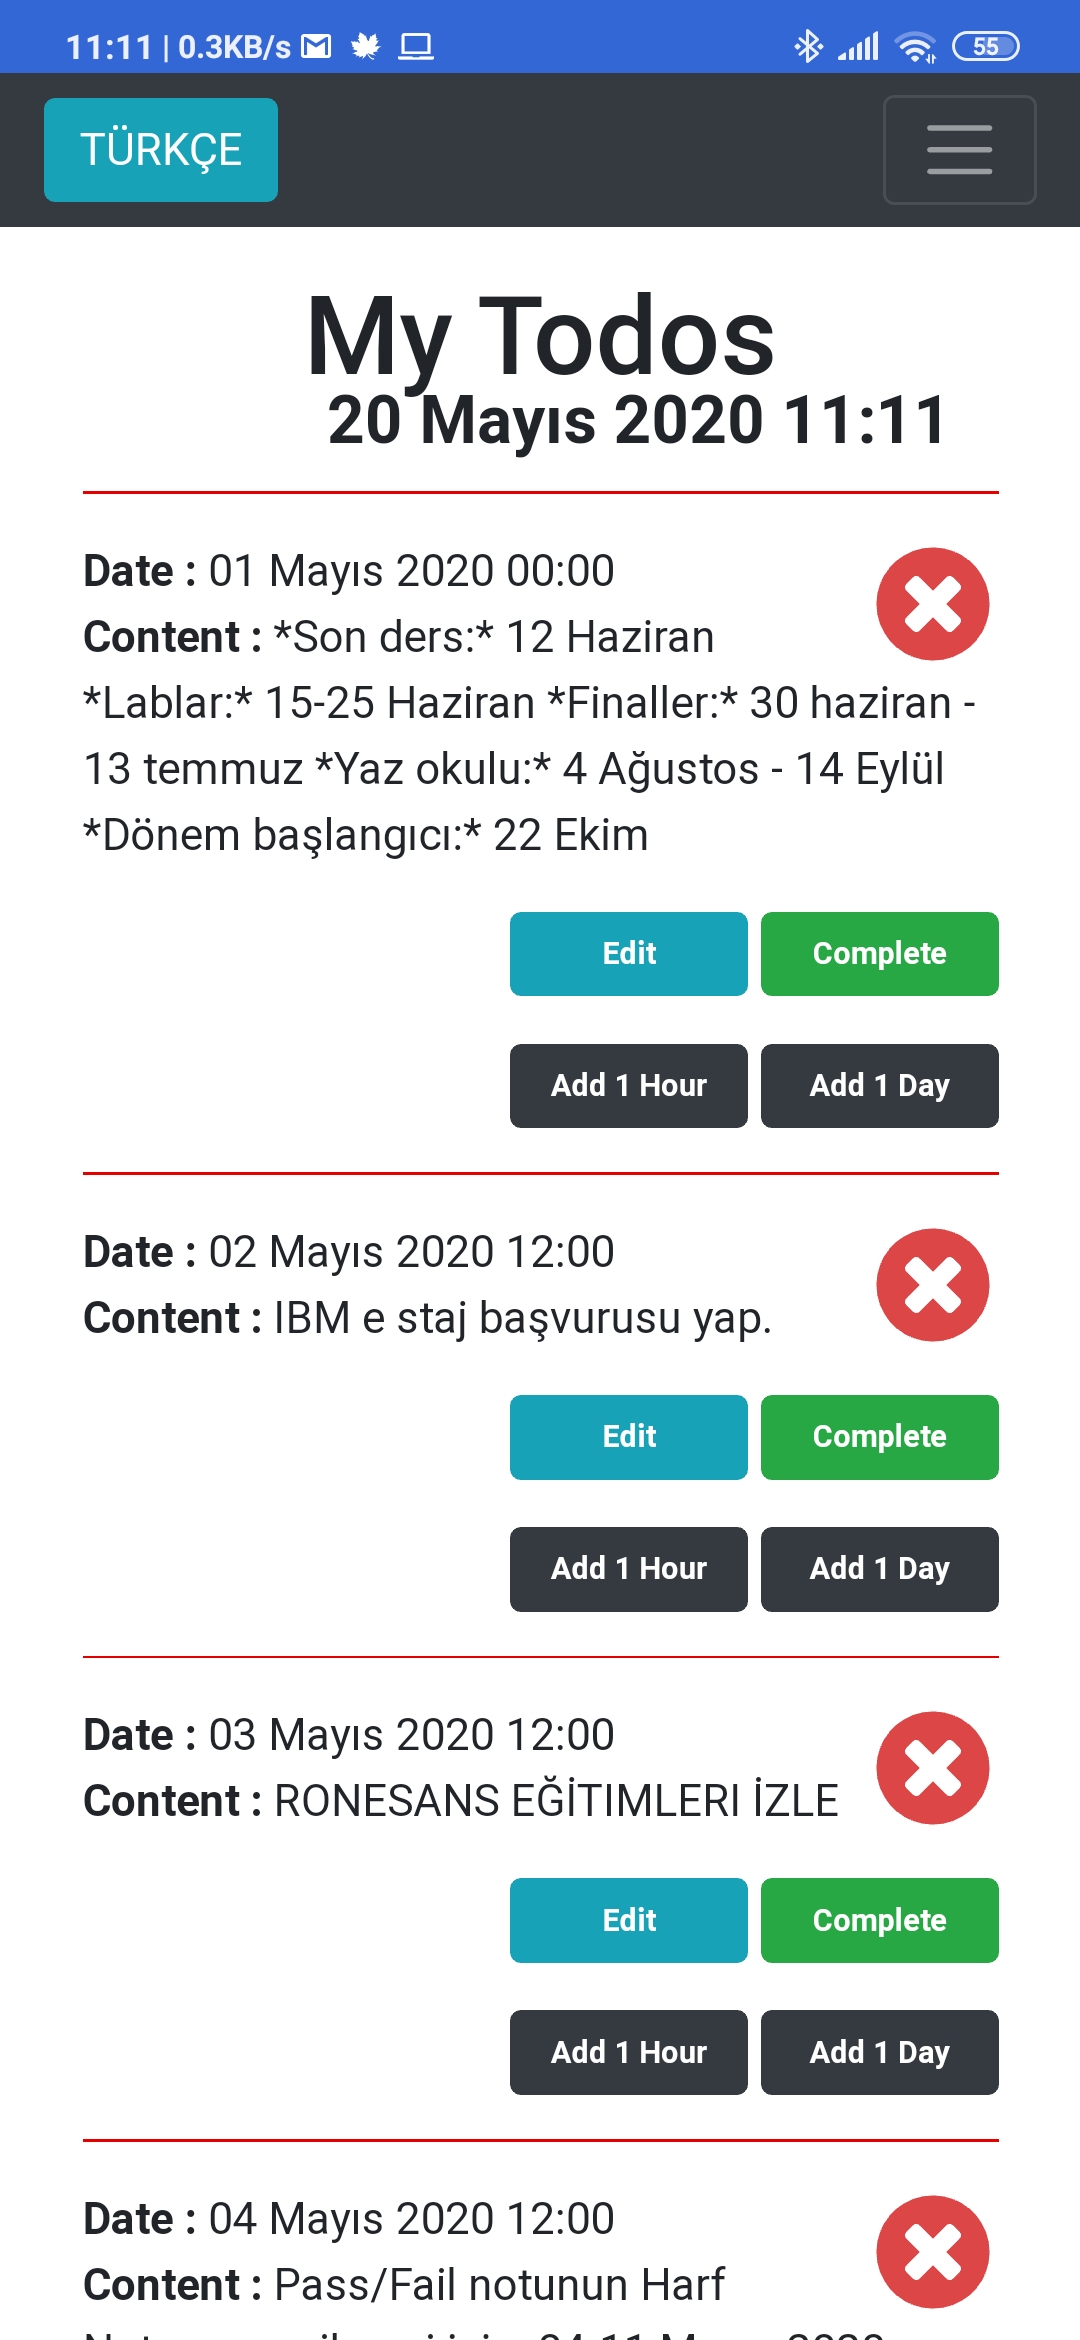 11:11 | 0.3KB/s 55
TÜRKÇE
My Todos
20 Mayıs 2020 11:11
Date : 01 Mayıs 2020 00:00
Content : *Son ders:* 12 Haziran
*Lablar:* 15-25 Haziran *Finaller:* 30 haziran -
13 temmuz *Yaz okulu:* 4 Ağustos - 14 Eylül
*Dönem başlangıcı:* 22 Ekim
Edit Complete
Add 1 Hour Add 1 Day
Date : 02 Mayıs 2020 12:00
Content : IBM e staj başvurusu yap.
Edit Complete
Add 1 Hour Add 1 Day
Date : 03 Mayıs 2020 12:00
Content : RONESANS EĞİTIMLERI İZLE
Edit Complete
Add 1 Hour Add 1 Day
Date : 04 Mayıs 2020 12:00
Content : Pass/Fail notunun Harf